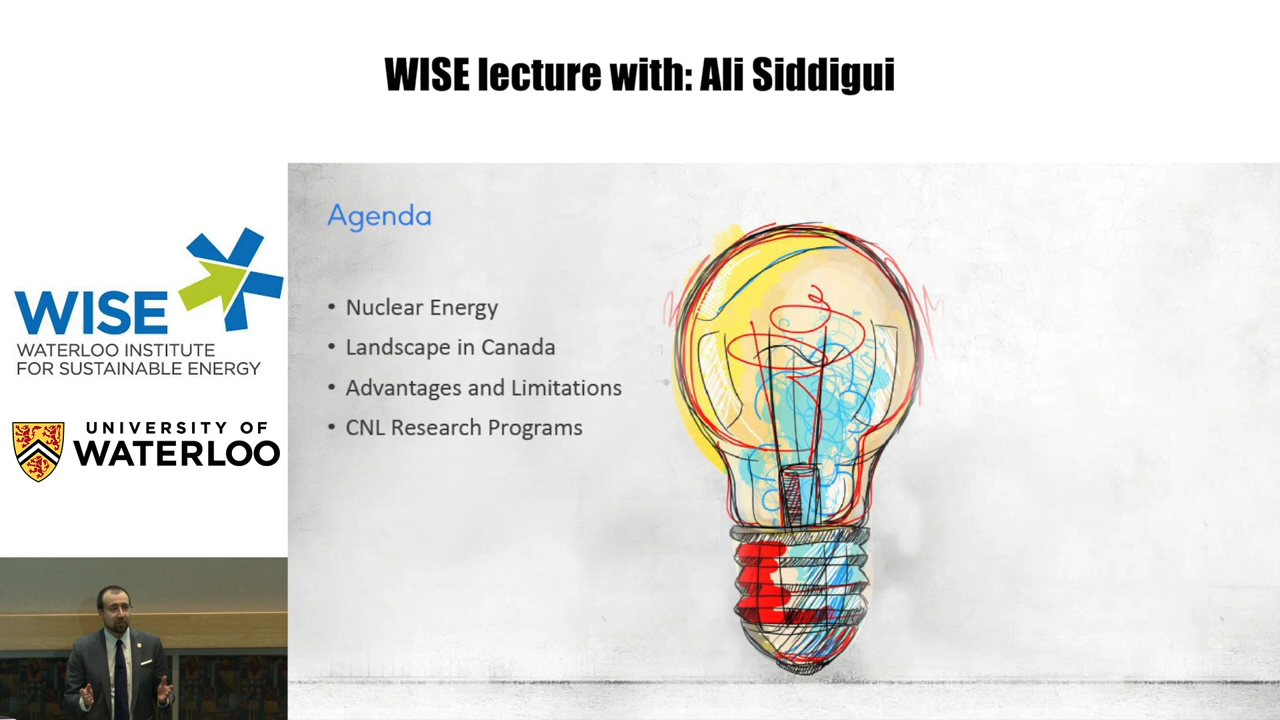 WISE lecture with: Ali Siddigui
WISE
WATERLOO INSTITUTE
FOR SUSTAINABLE ENERGY
UNIVERSITY OF
WATERLOO
Agenda
• Nuclear Energy
• Landscape in Canada
• Advantages and Limitations
• CNL Research Programs